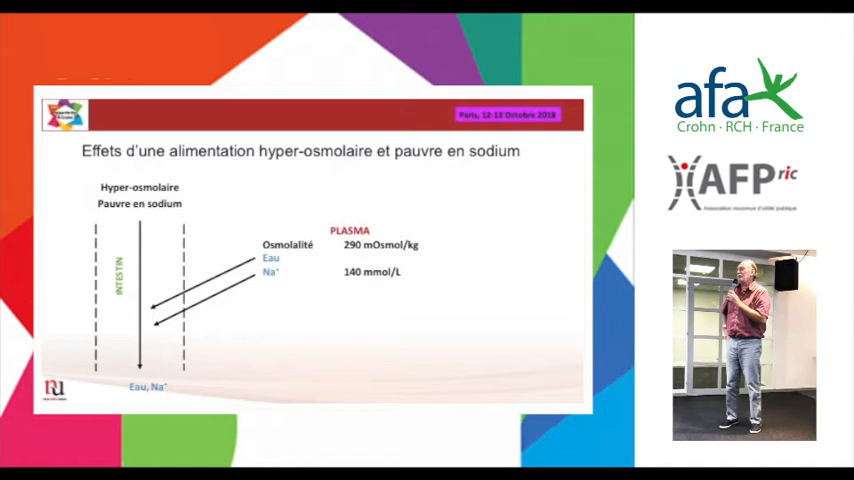 Paris, 12-13 Octobre 2018
Effets d'une alimentation hyper-osmolaire et pauvre en sodium
Hyper-osmolaire
Pauvre en sodium
INTESTIN
PLASMA
Osmolalité 290 mOsmol/kg
Eau
Na⁺ 140 mmol/L
Eau, Na⁺
afa
Crohn · RCH · France
AFP ric
Association reconnue d'utilité publique